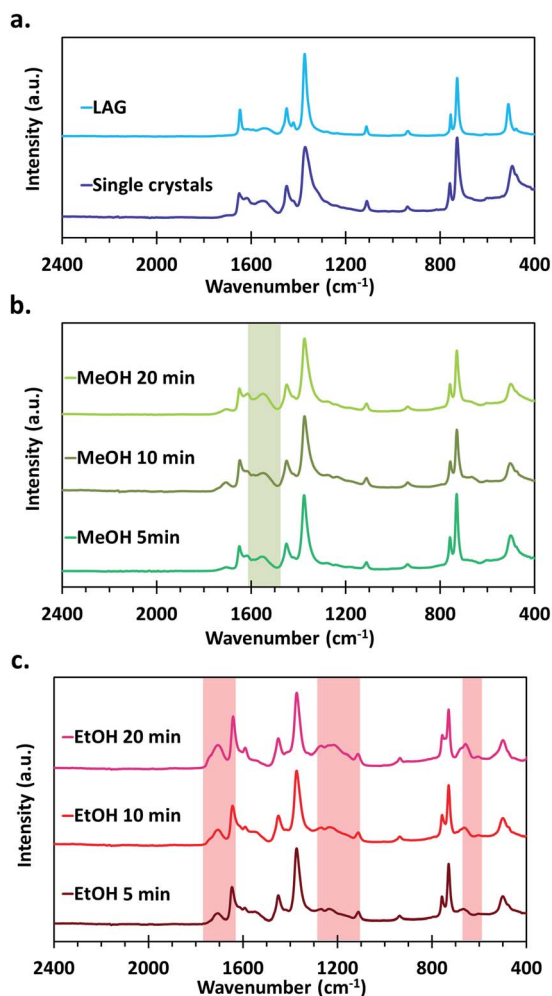 a.
Intensity (a.u.)
LAG
Single crystals
2400 2000 1600 1200 800 400
Wavenumber (cm⁻¹)
b.
Intensity (a.u.)
MeOH 20 min
MeOH 10 min
MeOH 5min
2400 2000 1600 1200 800 400
Wavenumber (cm⁻¹)
c.
Intensity (a.u.)
EtOH 20 min
EtOH 10 min
EtOH 5 min
2400 2000 1600 1200 800 400
Wavenumber (cm⁻¹)